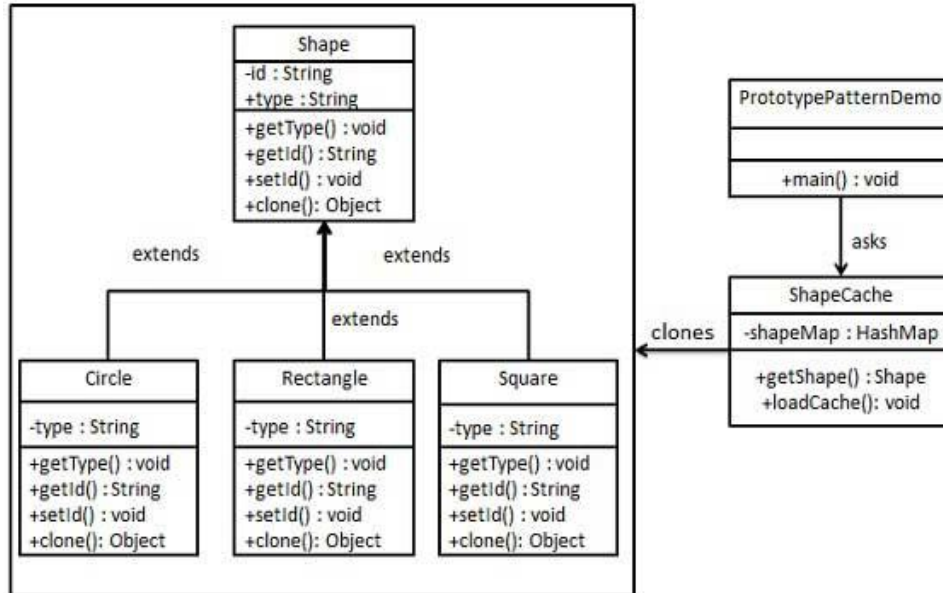 Shape
-id : String
+type : String
+getType() : void
+getId() : String
+setId() : void
+clone(): Object
extends
extends
extends
Circle
-type : String
+getType() : void
+getId() : String
+setId() : void
+clone(): Object
Rectangle
-type : String
+getType() : void
+getId() : String
+setId() : void
+clone(): Object
Square
-type : String
+getType() : void
+getId() : String
+setId() : void
+clone(): Object
PrototypePatternDemo
+main() : void
asks
ShapeCache
-shapeMap : HashMap
+getShape() : Shape
+loadCache(): void
clones